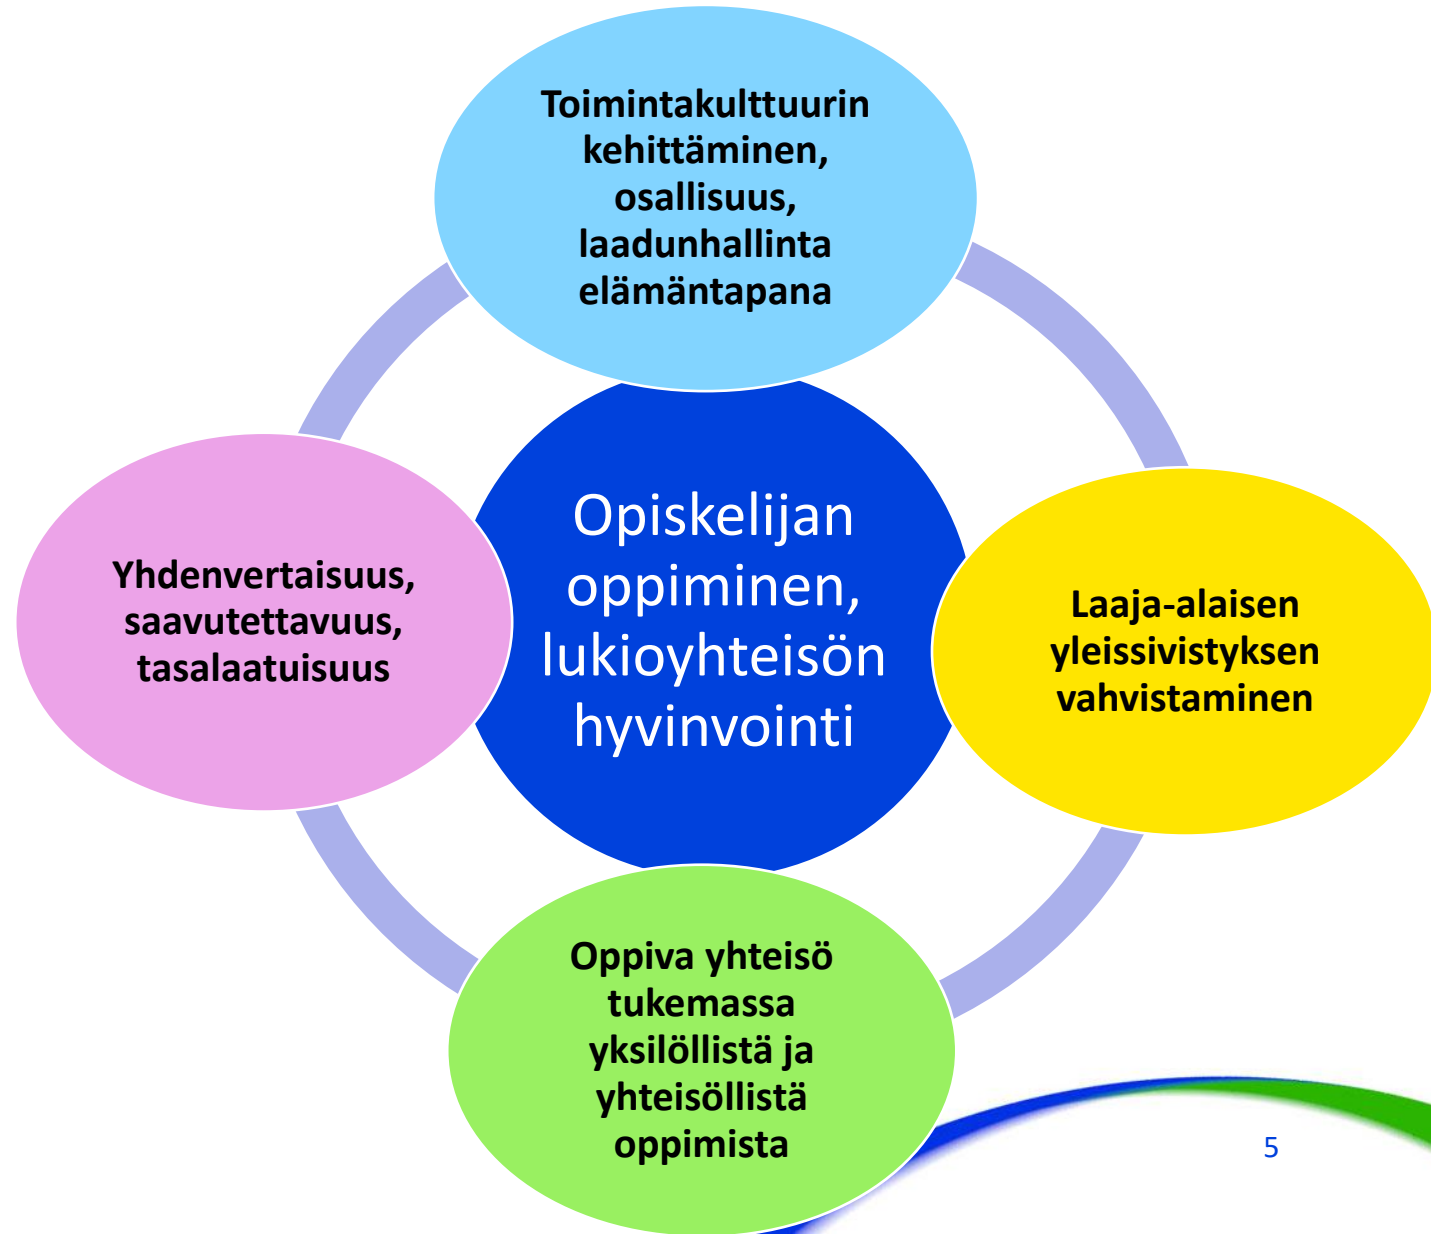 Toimintakulttuurin
kehittäminen,
osallisuus,
laadunhallinta
elämäntapana
Opiskelijan
oppiminen,
lukioyhteisön
hyvinvointi
Yhdenvertaisuus,
saavutettavuus,
tasalaatuisuus
Laaja-alaisen
yleissivistyksen
vahvistaminen
Oppiva yhteisö
tukemassa
yksilöllistä ja
yhteisöllistä
oppimista
5